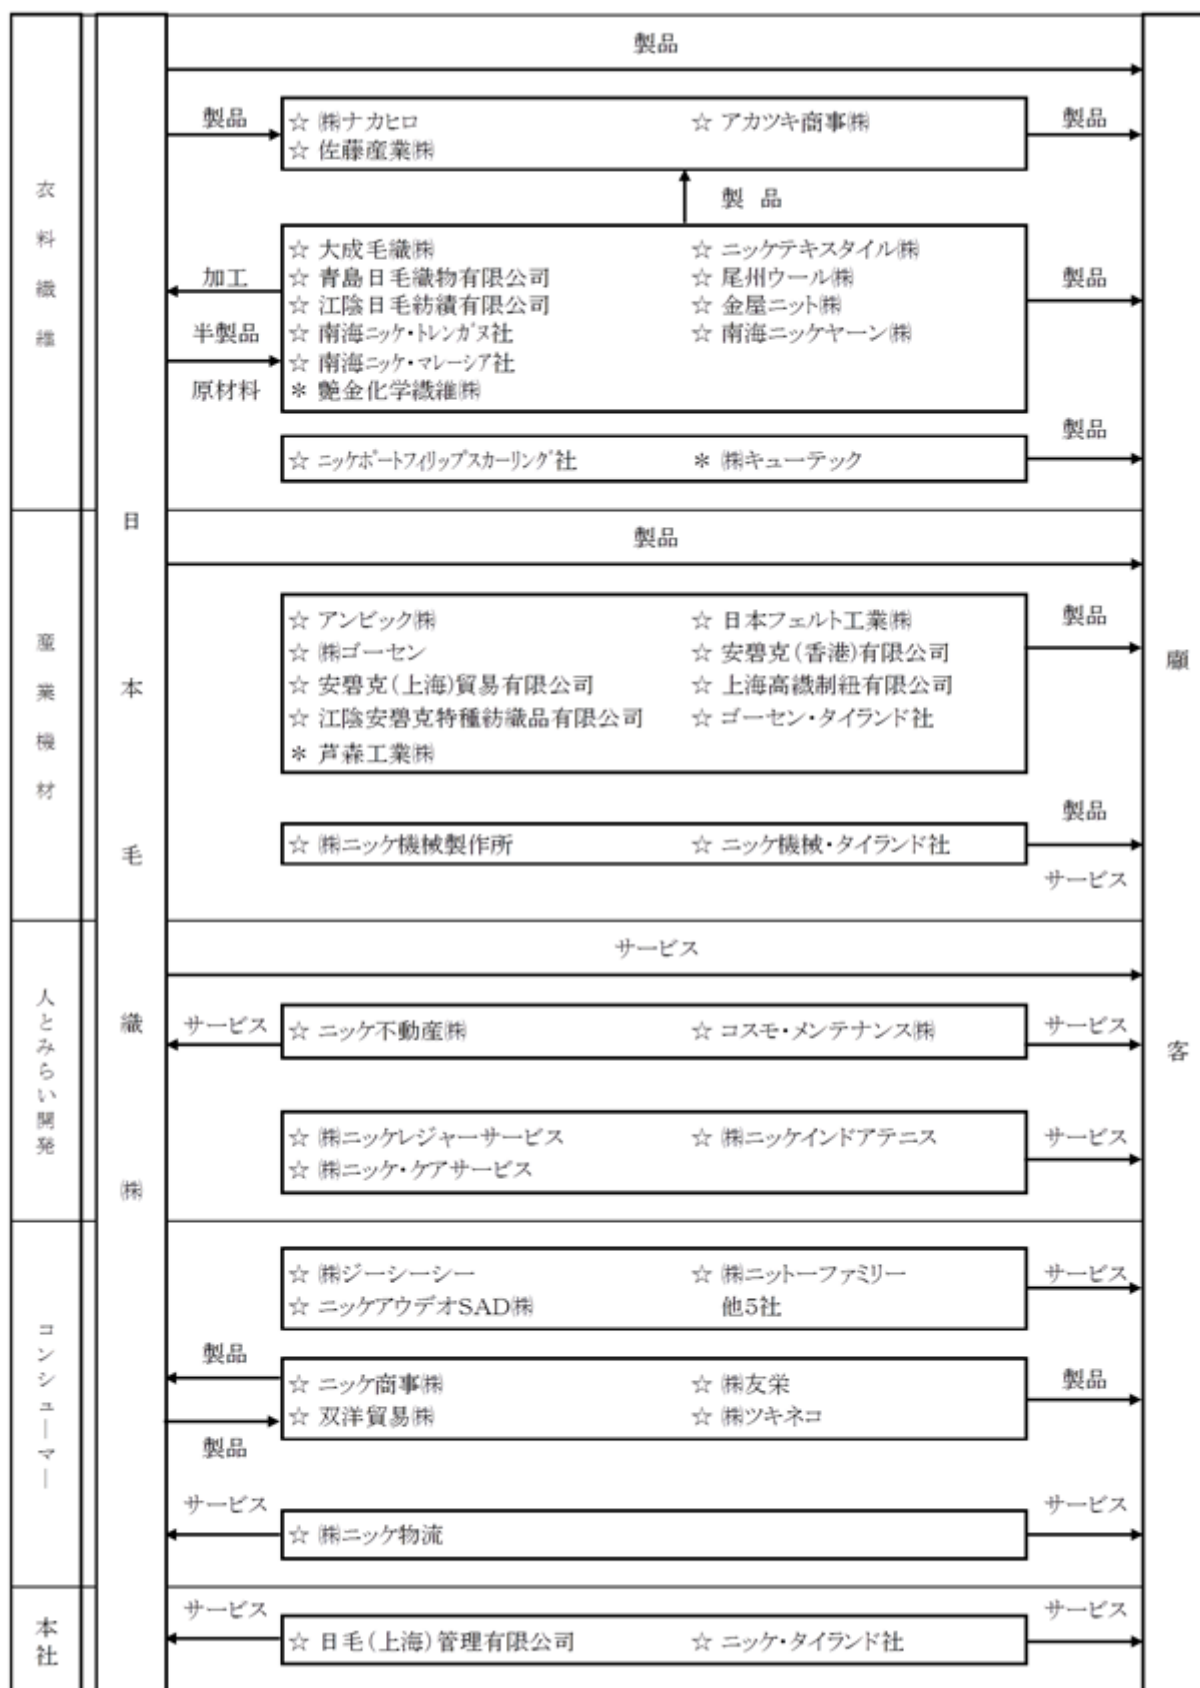 衣料繊維
日本毛織㈱
顧客
製品
製品
☆ ㈱ナカヒロ ☆ アカツキ商事㈱
☆ 佐藤産業㈱
製品
製品
加工
半製品
原材料
☆ 大成毛織㈱ ☆ ニッケテキスタイル㈱
☆ 青島日毛織物有限公司 ☆ 尾州ウール㈱
☆ 江陰日毛紡績有限公司 ☆ 金屋ニット㈱
☆ 南海ニッケ・トレンガヌ社 ☆ 南海ニッケヤーン㈱
☆ 南海ニッケ・マレーシア社
＊ 艶金化学繊維㈱
製品
☆ ニッケポートフィリップスカーリング社 ＊ ㈱キューテック
製品
産業機材
製品
☆ アンビック㈱ ☆ 日本フェルト工業㈱
☆ ㈱ゴーセン ☆ 安碧克(香港)有限公司
☆ 安碧克(上海)貿易有限公司 ☆ 上海高織制紐有限公司
☆ 江陰安碧克特種紡織品有限公司 ☆ ゴーセン・タイランド社
＊ 芦森工業㈱
製品
☆ ㈱ニッケ機械製作所 ☆ ニッケ機械・タイランド社
製品
サービス
人とみらい開発
サービス
サービス
☆ ニッケ不動産㈱ ☆ コスモ・メンテナンス㈱
サービス
☆ ㈱ニッケレジャーサービス ☆ ㈱ニッケインドアテニス
☆ ㈱ニッケ・ケアサービス
サービス
コンシューマー
☆ ㈱ジーシーシー ☆ ㈱ニットーファミリー
☆ ニッケアウデオSAD㈱ 他5社
サービス
製品
製品
☆ ニッケ商事㈱ ☆ ㈱友栄
☆ 双洋貿易㈱ ☆ ㈱ツキネコ
製品
サービス
☆ ㈱ニッケ物流
サービス
本社
サービス
☆ 日毛(上海)管理有限公司 ☆ ニッケ・タイランド社
サービス